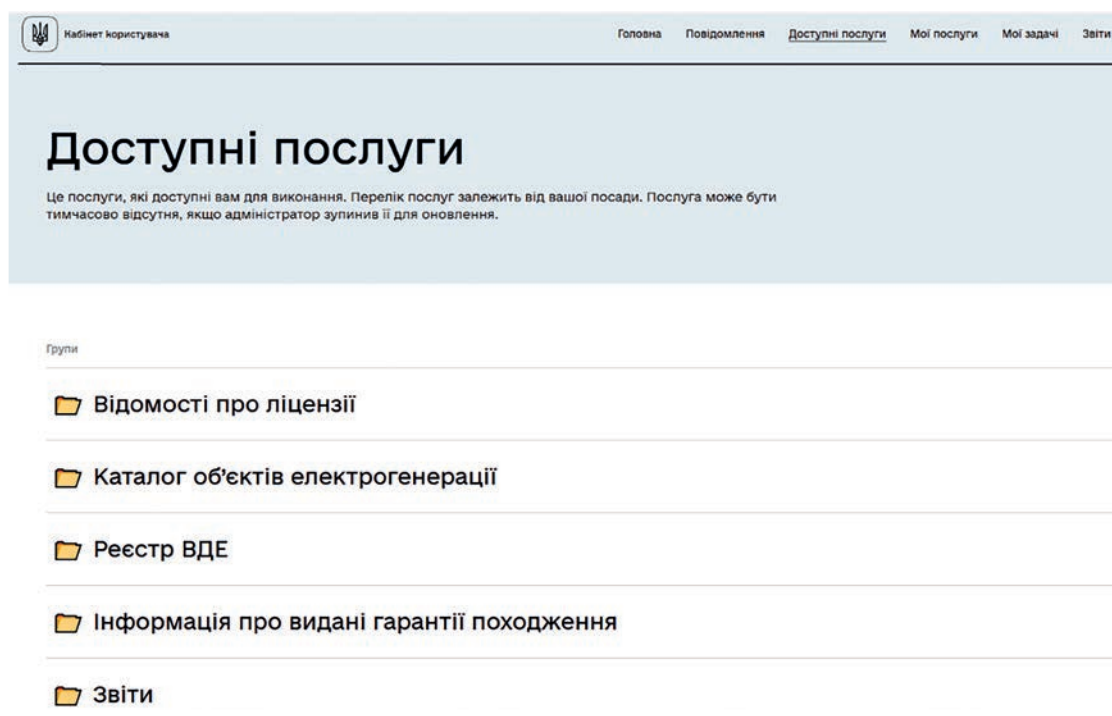 Кабінет користувача
Головна Повідомлення Доступні послуги Мої послуги Мої задачі Звіти
Доступні послуги
Це послуги, які доступні вам для виконання. Перелік послуг залежить від вашої посади. Послуга може бути
тимчасово відсутня, якщо адміністратор зупинив її для оновлення.
Групи
Відомості про ліцензії
Каталог об’єктів електрогенерації
Реєстр ВДЕ
Інформація про видані гарантії походження
Звіти